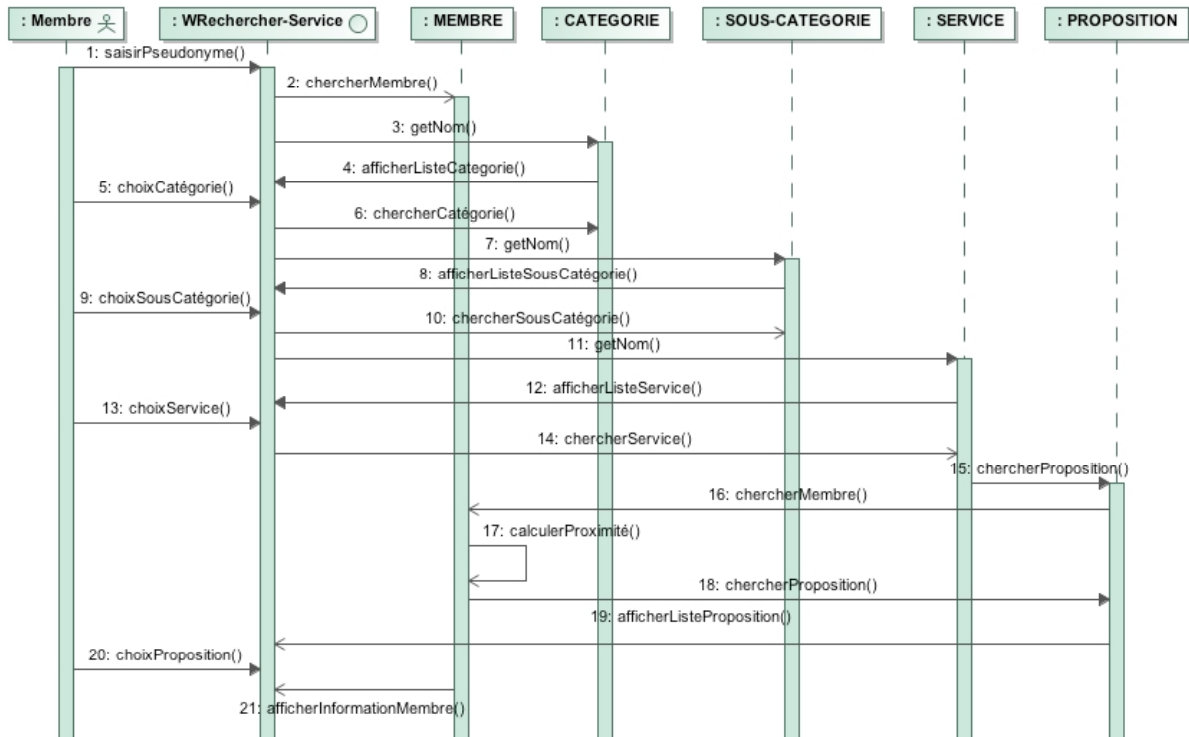 : Membre
: WRechercher-Service
: MEMBRE
: CATEGORIE
: SOUS-CATEGORIE
: SERVICE
: PROPOSITION
1: saisirPseudonyme()
2: chercherMembre()
3: getNom()
4: afficherListeCategorie()
5: choixCatégorie()
6: chercherCatégorie()
7: getNom()
8: afficherListeSousCatégorie()
9: choixSousCatégorie()
10: chercherSousCatégorie()
11: getNom()
12: afficherListeService()
13: choixService()
14: chercherService()
15: chercherProposition()
16: chercherMembre()
17: calculerProximité()
18: chercherProposition()
19: afficherListeProposition()
20: choixProposition()
21: afficherInformationMembre()